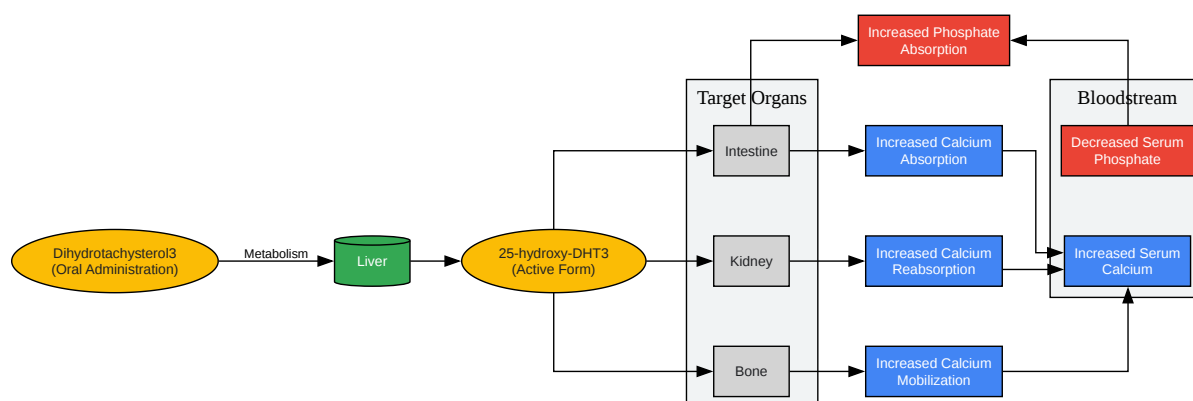 Increased Phosphate
Absorption
Target Organs
Bloodstream
Intestine
Increased Calcium
Absorption
Decreased Serum
Phosphate
Dihydrotachysterol3
(Oral Administration)
Metabolism
Liver
25-hydroxy-DHT3
(Active Form)
Kidney
Increased Calcium
Reabsorption
Increased Serum
Calcium
Bone
Increased Calcium
Mobilization